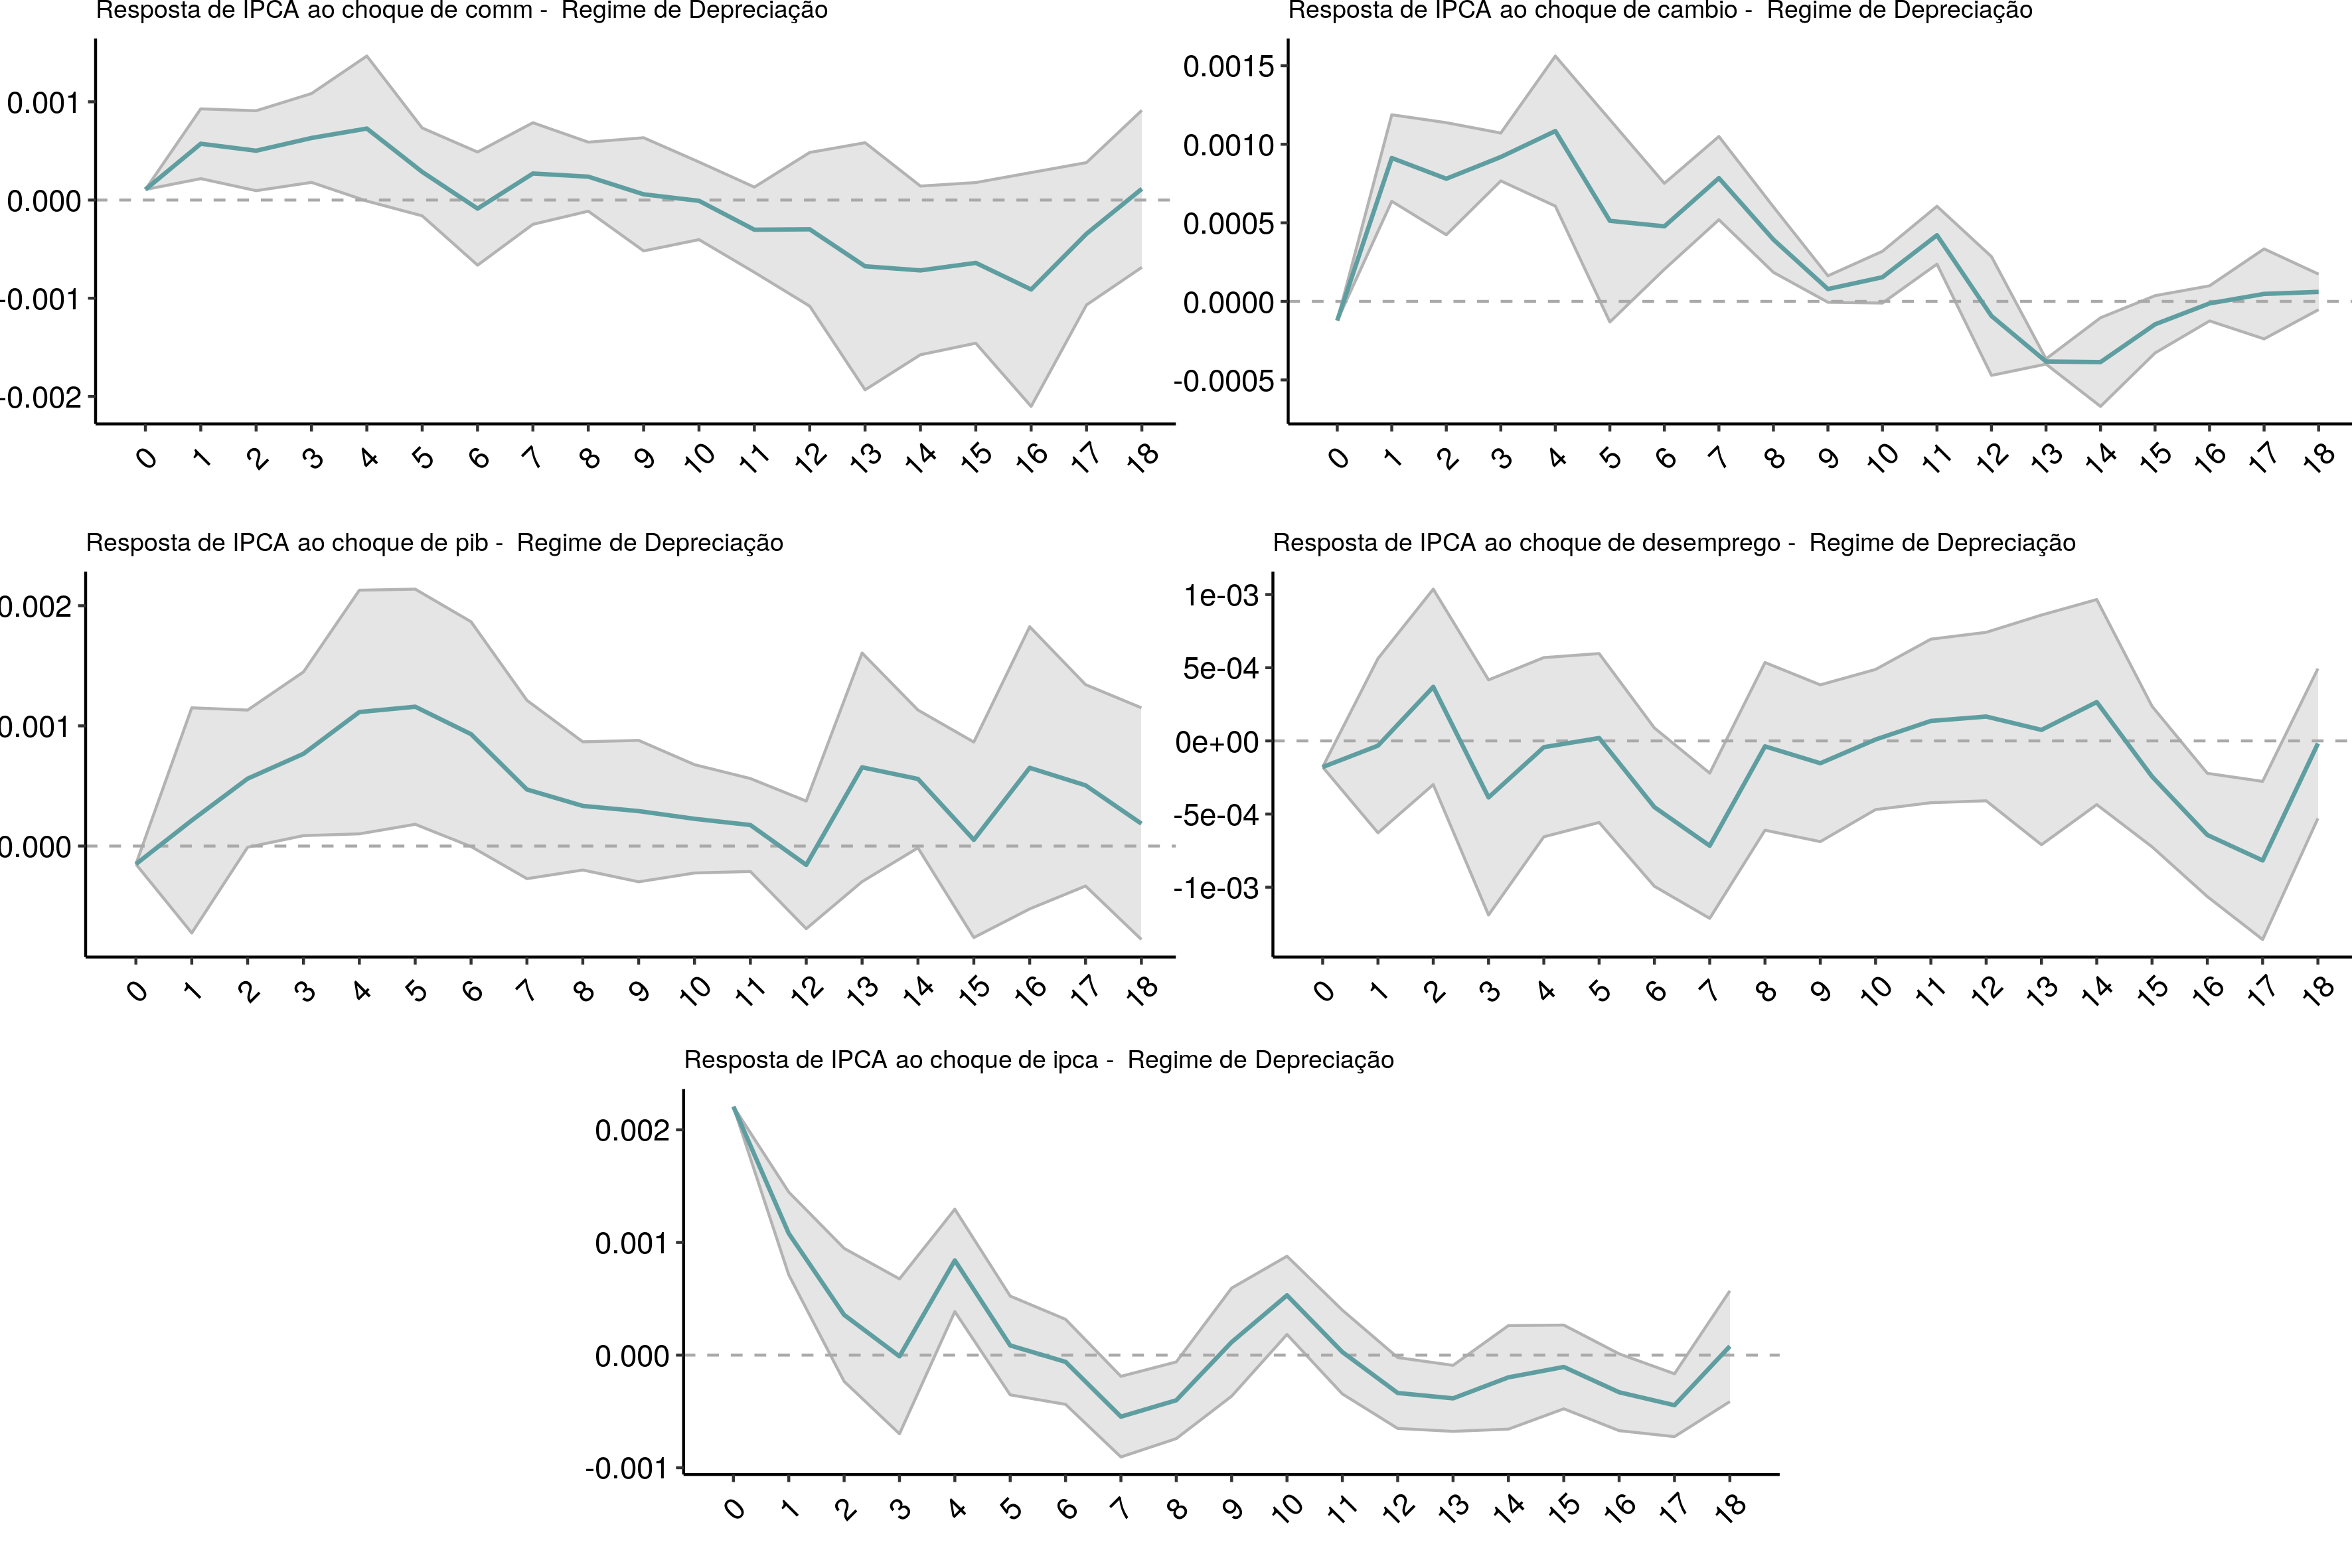 Resposta de IPCA ao choque de comm -  Regime de Depreciação
0.001
0.000
-0.001
-0.002
0 1 2 3 4 5 6 7 8 9 10 11 12 13 14 15 16 17 18
Resposta de IPCA ao choque de cambio -  Regime de Depreciação
0.0015
0.0010
0.0005
0.0000
-0.0005
0 1 2 3 4 5 6 7 8 9 10 11 12 13 14 15 16 17 18
Resposta de IPCA ao choque de pib -  Regime de Depreciação
0.002
0.001
0.000
0 1 2 3 4 5 6 7 8 9 10 11 12 13 14 15 16 17 18
Resposta de IPCA ao choque de desemprego -  Regime de Depreciação
1e-03
5e-04
0e+00
-5e-04
-1e-03
0 1 2 3 4 5 6 7 8 9 10 11 12 13 14 15 16 17 18
Resposta de IPCA ao choque de ipca -  Regime de Depreciação
0.002
0.001
0.000
-0.001
0 1 2 3 4 5 6 7 8 9 10 11 12 13 14 15 16 17 18